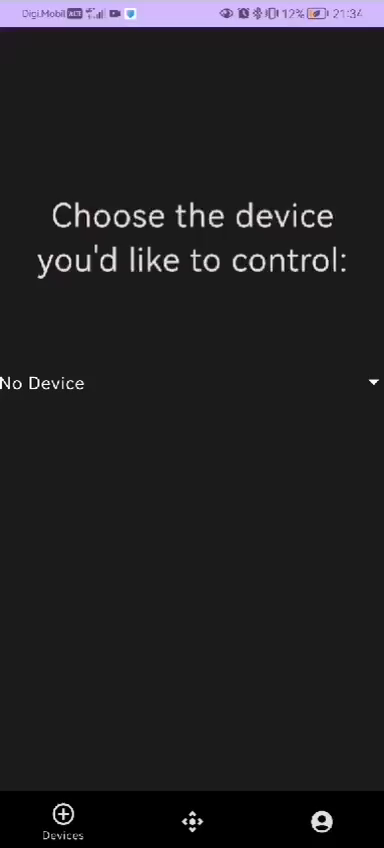 Digi.Mobil 12% 21:34
Choose the device
you'd like to control:
No Device
Devices